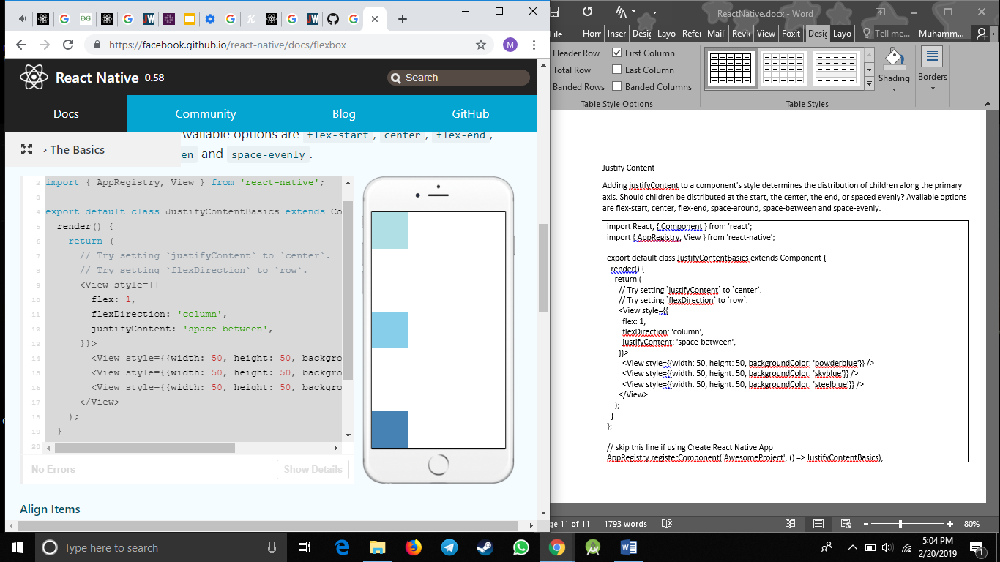 https://facebook.github.io/react-native/docs/flexbox
M
React Native 0.58
Search
Docs
Community
Blog
GitHub
Available options are flex-start, center, flex-end,
› The Basics
en and space-evenly.
2 import { AppRegistry, View } from 'react-native';
3
4 export default class JustifyContentBasics extends Co
5 render() {
6 return (
7 // Try setting `justifyContent` to `center`.
8 // Try setting `flexDirection` to `row`.
9 <View style={{
10 flex: 1,
11 flexDirection: 'column',
12 justifyContent: 'space-between',
13 }}>
14 <View style={{width: 50, height: 50, backgro
15 <View style={{width: 50, height: 50, backgro
16 <View style={{width: 50, height: 50, backgro
17 </View>
18 );
19 }
20
No Errors
Show Details
Align Items
ReactNative.docx - Word
File
Hom
Inser
Desig
Layo
Refer
Maili
Revie
View
Foxit
Desig
Layo
Tell me...
Muhamm...
Header Row
First Column
Total Row
Last Column
Banded Rows
Banded Columns
Table Style Options
Table Styles
Shading
Borders
Justify Content
Adding justifyContent to a component's style determines the distribution of children along the primary
axis. Should children be distributed at the start, the center, the end, or spaced evenly? Available options
are flex-start, center, flex-end, space-around, space-between and space-evenly.
import React, { Component } from 'react';
import { AppRegistry, View } from 'react-native';
export default class JustifyContentBasics extends Component {
render() {
return (
// Try setting `justifyContent` to `center`.
// Try setting `flexDirection` to `row`.
<View style={{
flex: 1,
flexDirection: 'column',
justifyContent: 'space-between',
}}>
<View style={{width: 50, height: 50, backgroundColor: 'powderblue'}} />
<View style={{width: 50, height: 50, backgroundColor: 'skyblue'}} />
<View style={{width: 50, height: 50, backgroundColor: 'steelblue'}} />
</View>
);
}
};
// skip this line if using Create React Native App
AppRegistry.registerComponent('AwesomeProject', () => JustifyContentBasics);
ge 11 of 11
1793 words
80%
Type here to search
5:04 PM
2/20/2019
1